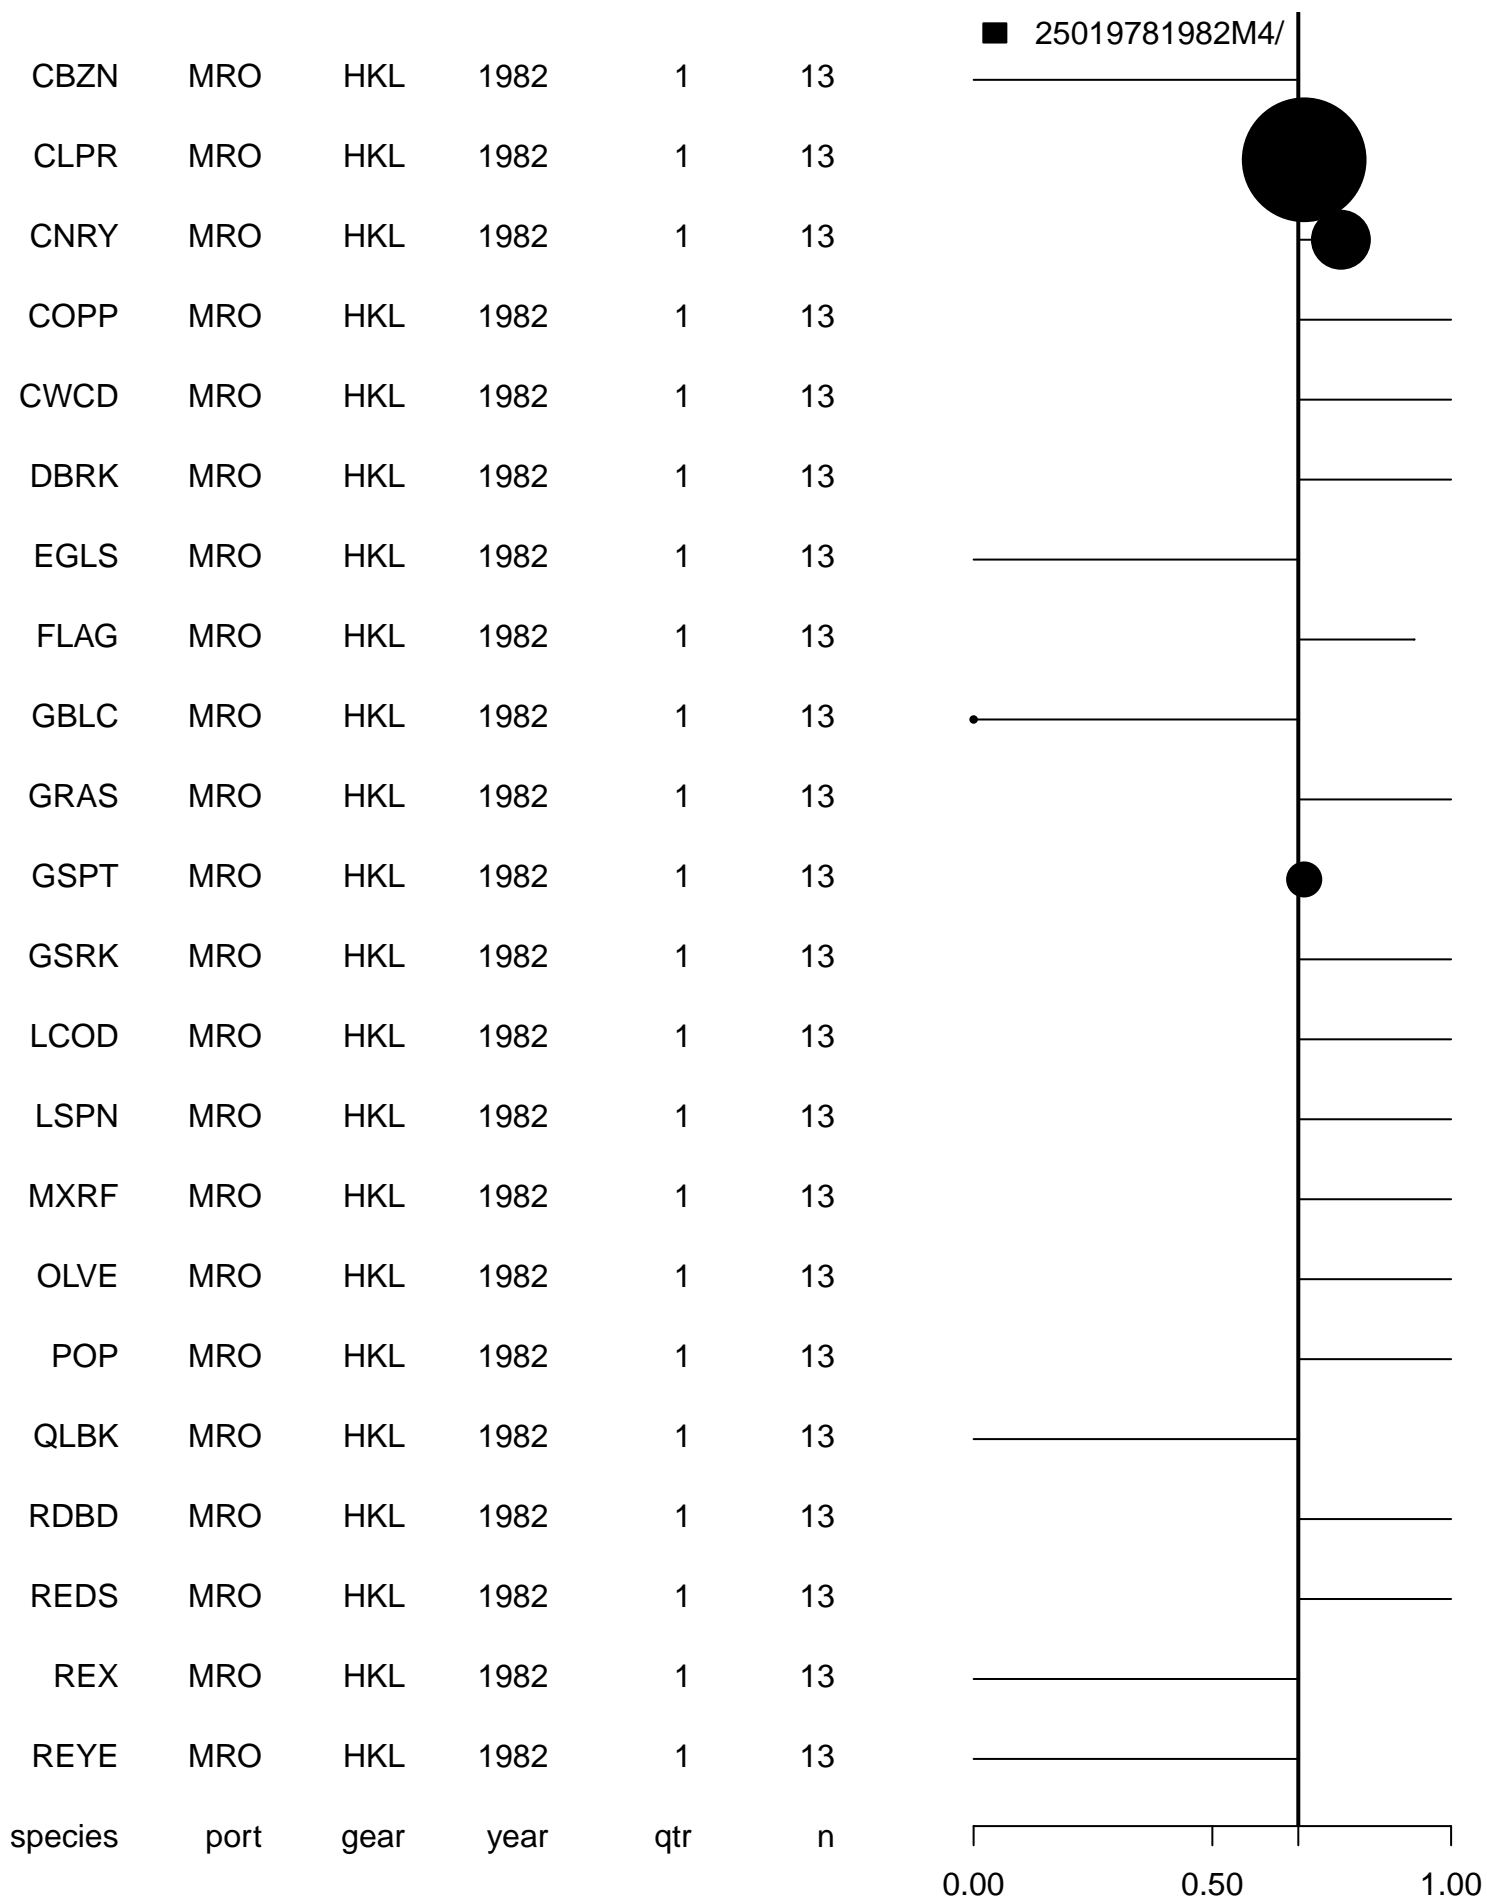 25019781982M4/
CBZN MRO HKL 1982 1 13
CLPR MRO HKL 1982 1 13
CNRY MRO HKL 1982 1 13
COPP MRO HKL 1982 1 13
CWCD MRO HKL 1982 1 13
DBRK MRO HKL 1982 1 13
EGLS MRO HKL 1982 1 13
FLAG MRO HKL 1982 1 13
GBLC MRO HKL 1982 1 13
GRAS MRO HKL 1982 1 13
GSPT MRO HKL 1982 1 13
GSRK MRO HKL 1982 1 13
LCOD MRO HKL 1982 1 13
LSPN MRO HKL 1982 1 13
MXRF MRO HKL 1982 1 13
OLVE MRO HKL 1982 1 13
POP MRO HKL 1982 1 13
QLBK MRO HKL 1982 1 13
RDBD MRO HKL 1982 1 13
REDS MRO HKL 1982 1 13
REX MRO HKL 1982 1 13
REYE MRO HKL 1982 1 13
species port gear year qtr n
0.00 0.50 1.00